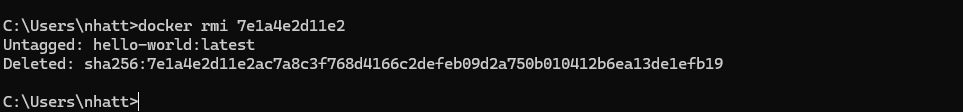 C:\Users\nhatt>docker rmi 7e1a4e2d11e2
Untagged: hello-world:latest
Deleted: sha256:7e1a4e2d11e2ac7a8c3f768d4166c2defeb09d2a750b010412b6ea13de1efb19
C:\Users\nhatt>